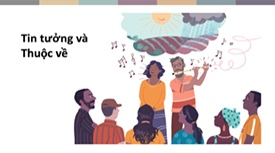 Tin tưởng và
Thuộc về